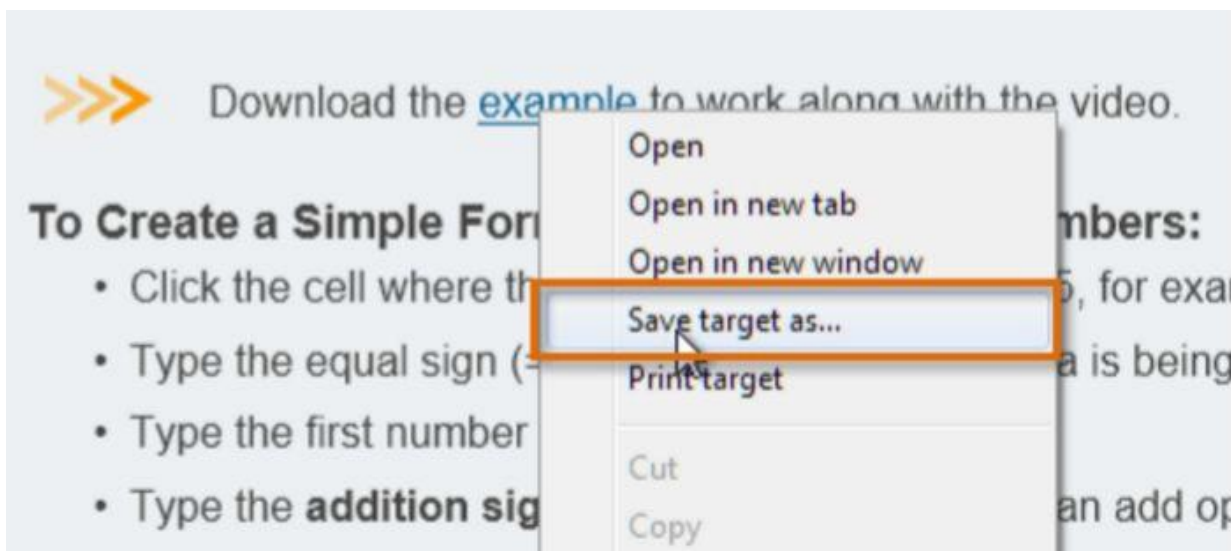 Download the example to work along with the video.
Open
Open in new tab
Open in new window
Save target as...
Print target
Cut
Copy
To Create a Simple For mbers:
• Click the cell where th 5, for exa
• Type the equal sign (= a is being
• Type the first number
• Type the addition sig an add op